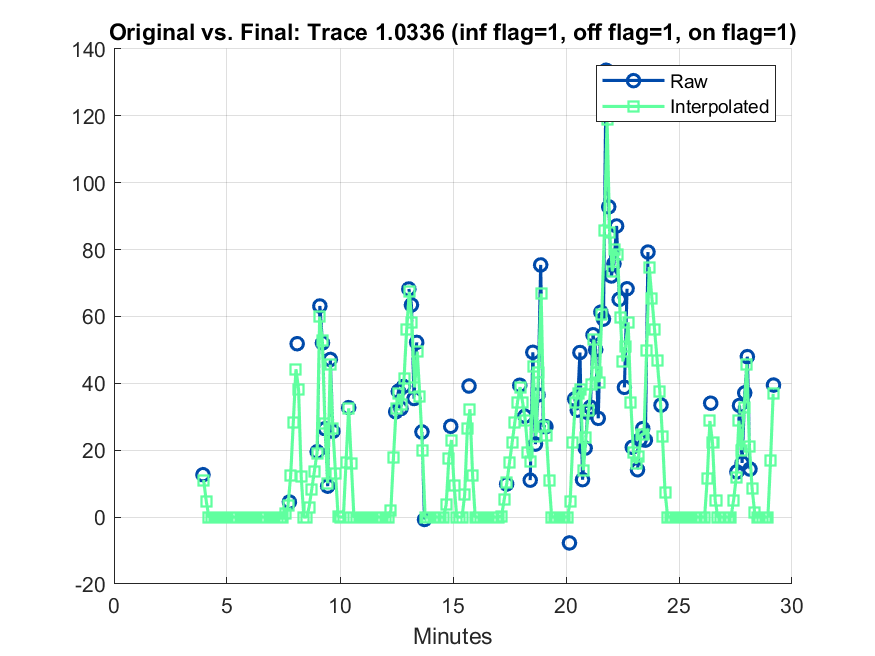 Original vs. Final: Trace 1.0336 (inf flag=1, off flag=1, on flag=1)
140
120
100
80
60
40
20
0
-20
Raw
Interpolated
0 5 10 15 20 25 30
Minutes